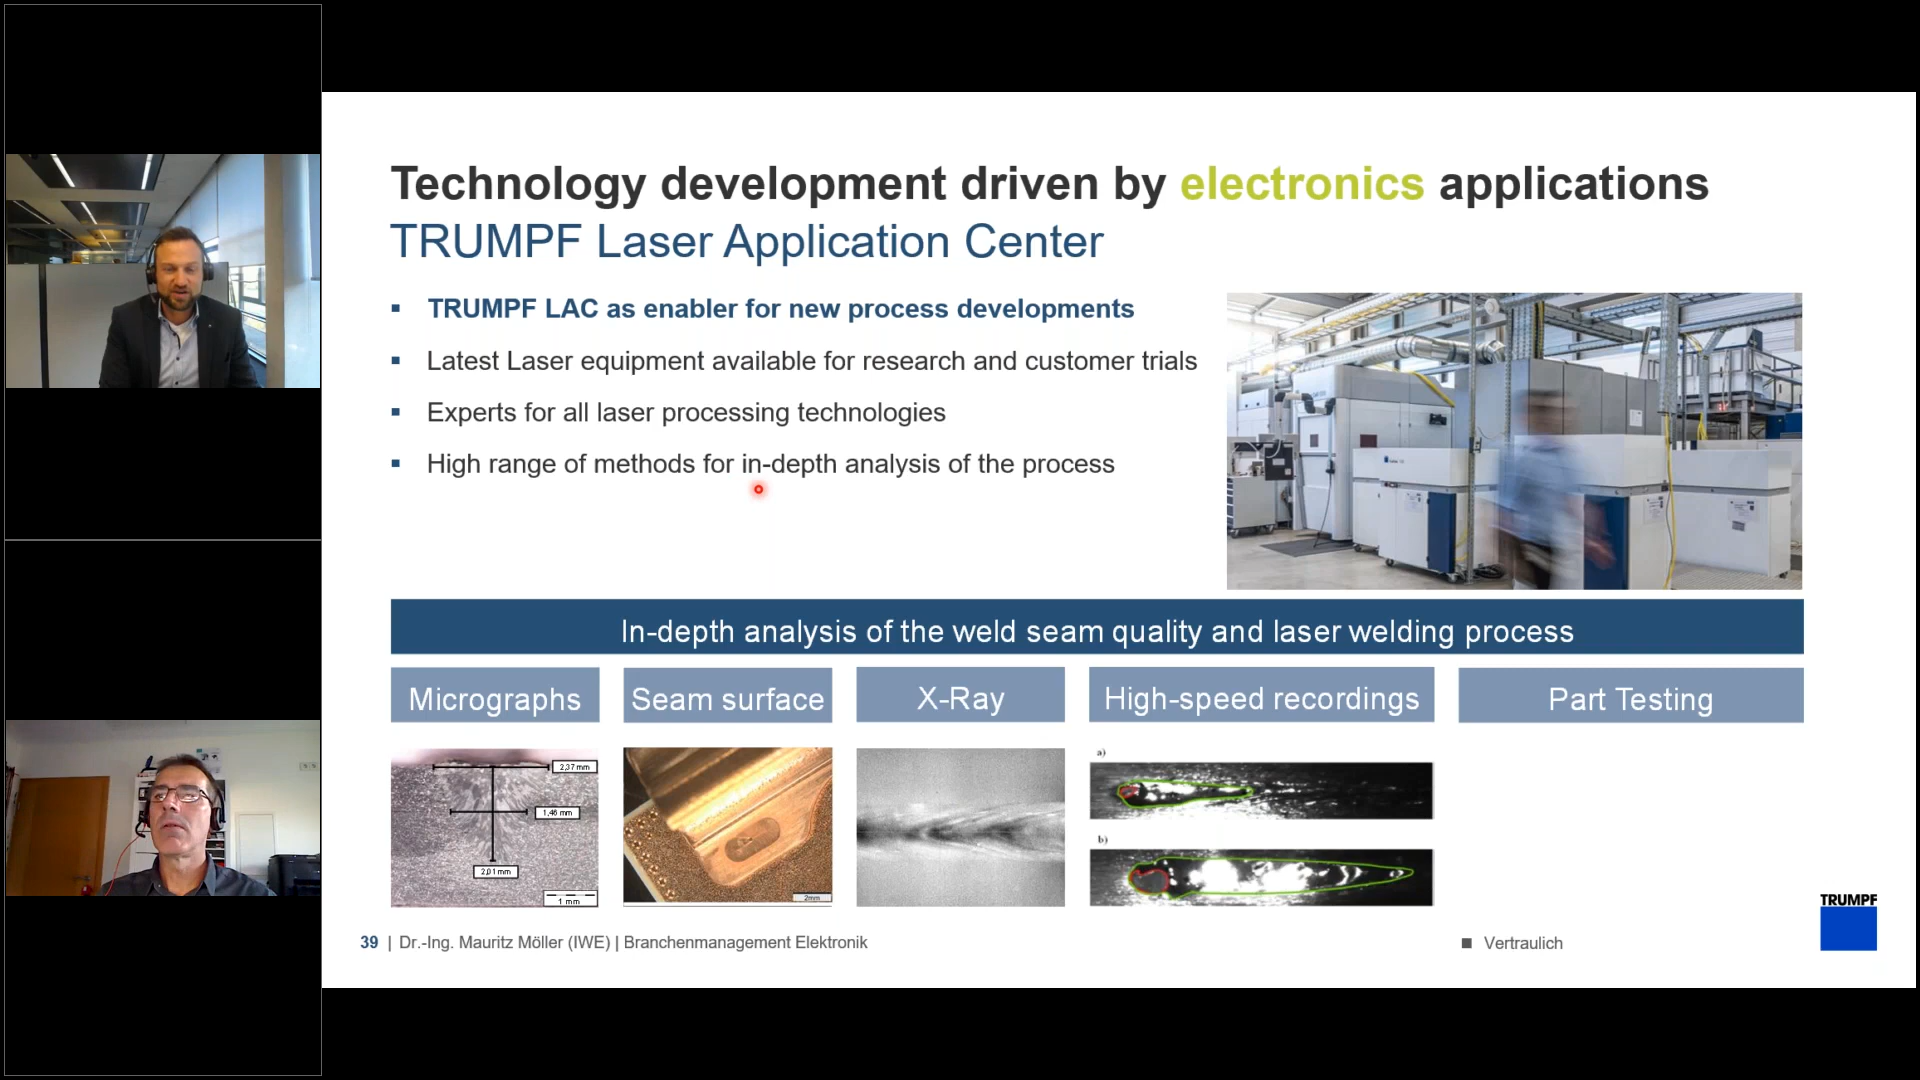 Technology development driven by electronics applications
TRUMPF Laser Application Center
▪ TRUMPF LAC as enabler for new process developments
▪ Latest Laser equipment available for research and customer trials
▪ Experts for all laser processing technologies
▪ High range of methods for in-depth analysis of the process
In-depth analysis of the weld seam quality and laser welding process
Micrographs
Seam surface
X-Ray
High-speed recordings
Part Testing
2,37 mm
1,46 mm
2,01 mm
1 mm
2mm
a)
b)
39 | Dr.-Ing. Mauritz Möller (IWE) | Branchenmanagement Elektronik
■ Vertraulich
TRUMPF